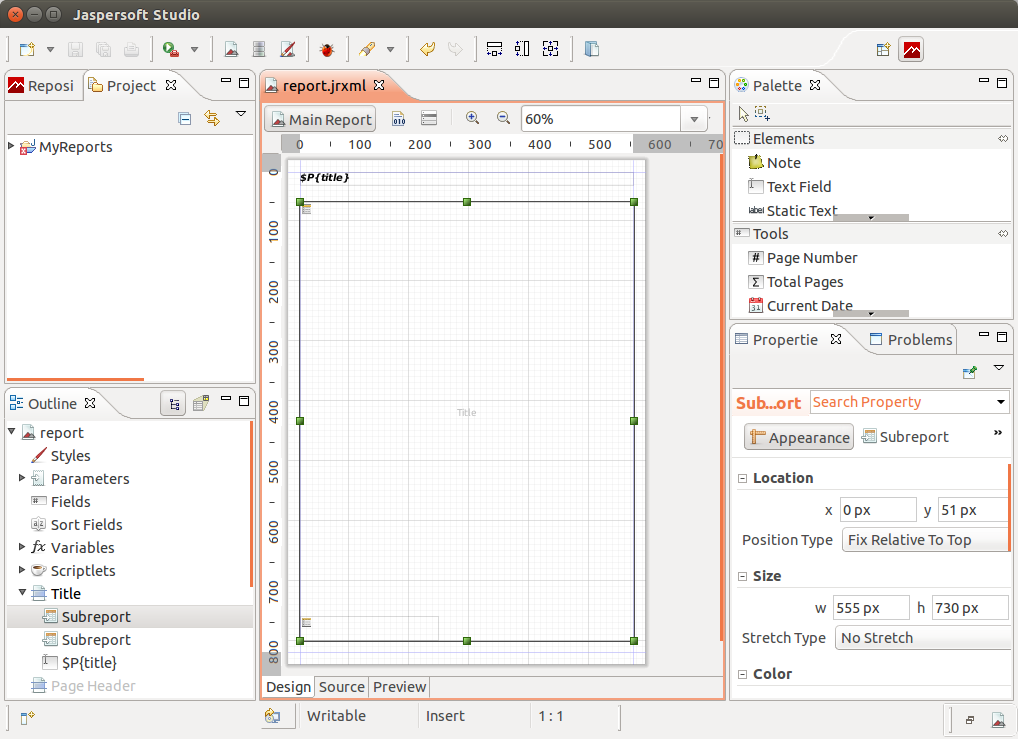 Jaspersoft Studio
Reposi
Project
report.jrxml
Palette
Main Report
010
60%
Elements
Note
Text Field
label Static Text
Tools
# Page Number
Σ Total Pages
31 Current Date
MyReports
0 100 200 300 400 500 600 70
0
100
200
300
400
500
600
700
800
$P{title}
Title
Propertie
Problems
Sub...ort
Search Property
Appearance
Subreport
»
Location
x 0 px y 51 px
Position Type Fix Relative To Top
Size
w 555 px h 730 px
Stretch Type No Stretch
Color
Outline
report
Styles
Parameters
Fields
Sort Fields
fx Variables
Scriptlets
Title
Subreport
Subreport
$P{title}
Page Header
Design
Source
Preview
Writable
Insert
1 : 1